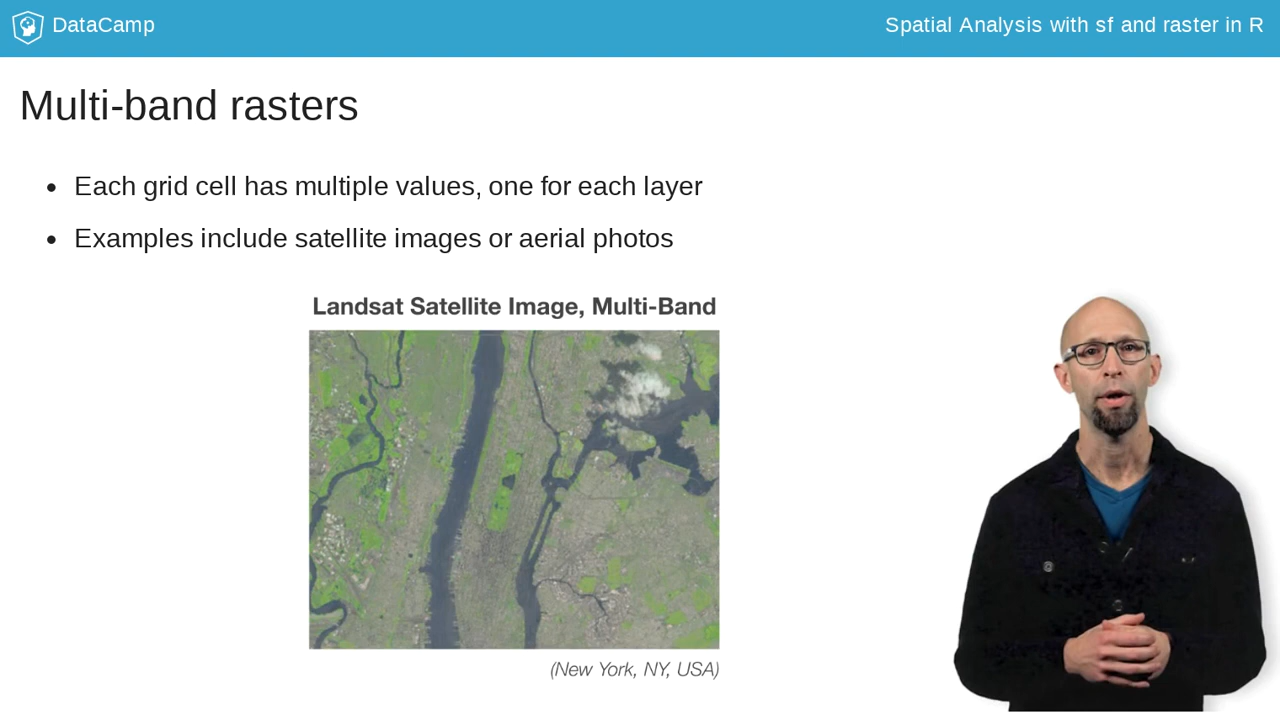 DataCamp
Spatial Analysis with sf and raster in R
Multi-band rasters
Each grid cell has multiple values, one for each layer
Examples include satellite images or aerial photos
Landsat Satellite Image, Multi-Band
(New York, NY, USA)